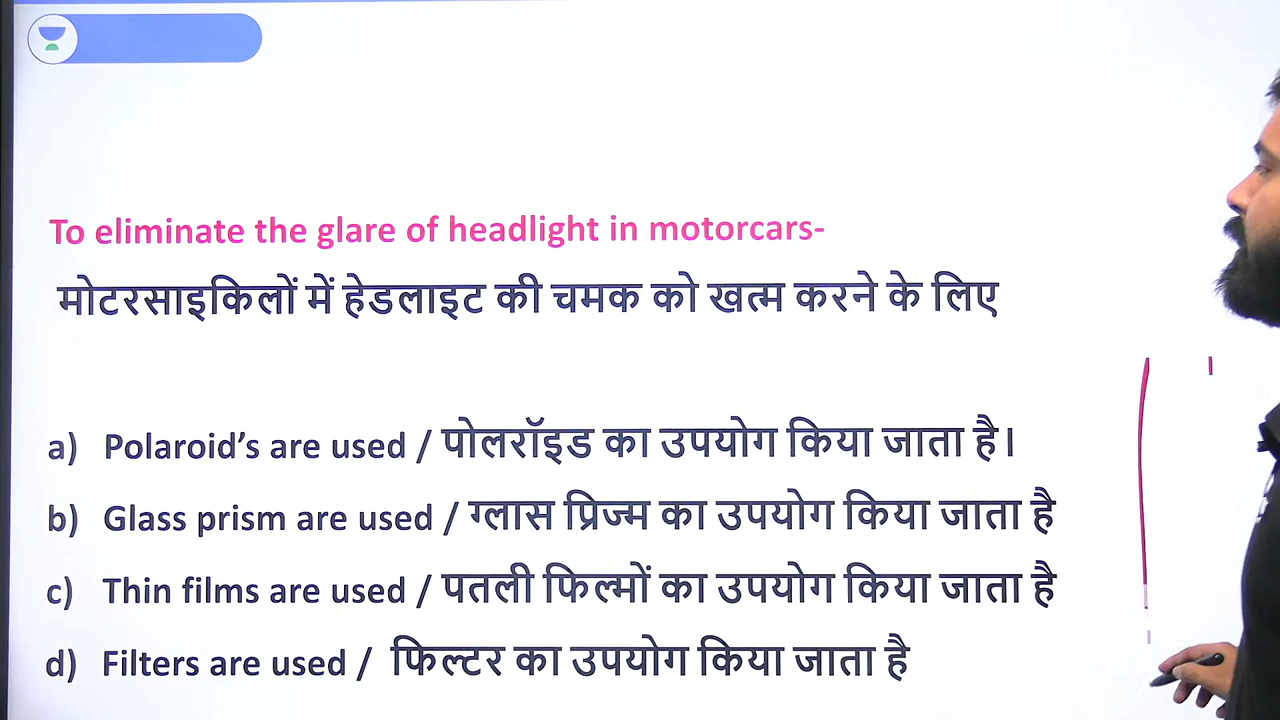 To eliminate the glare of headlight in motorcars-
मोटरसाइकिलों में हेडलाइट की चमक को खत्म करने के लिए
a) Polaroid's are used / पोलरॉइड का उपयोग किया जाता है।
b) Glass prism are used / ग्लास प्रिज्म का उपयोग किया जाता है
c) Thin films are used / पतली फिल्मों का उपयोग किया जाता है
d) Filters are used / फिल्टर का उपयोग किया जाता है